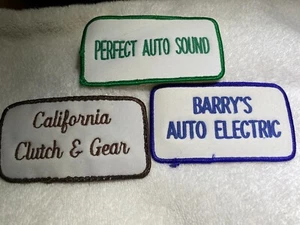 PERFECT AUTO SOUND
California
Clutch & Gear
BARRY'S
AUTO ELECTRIC